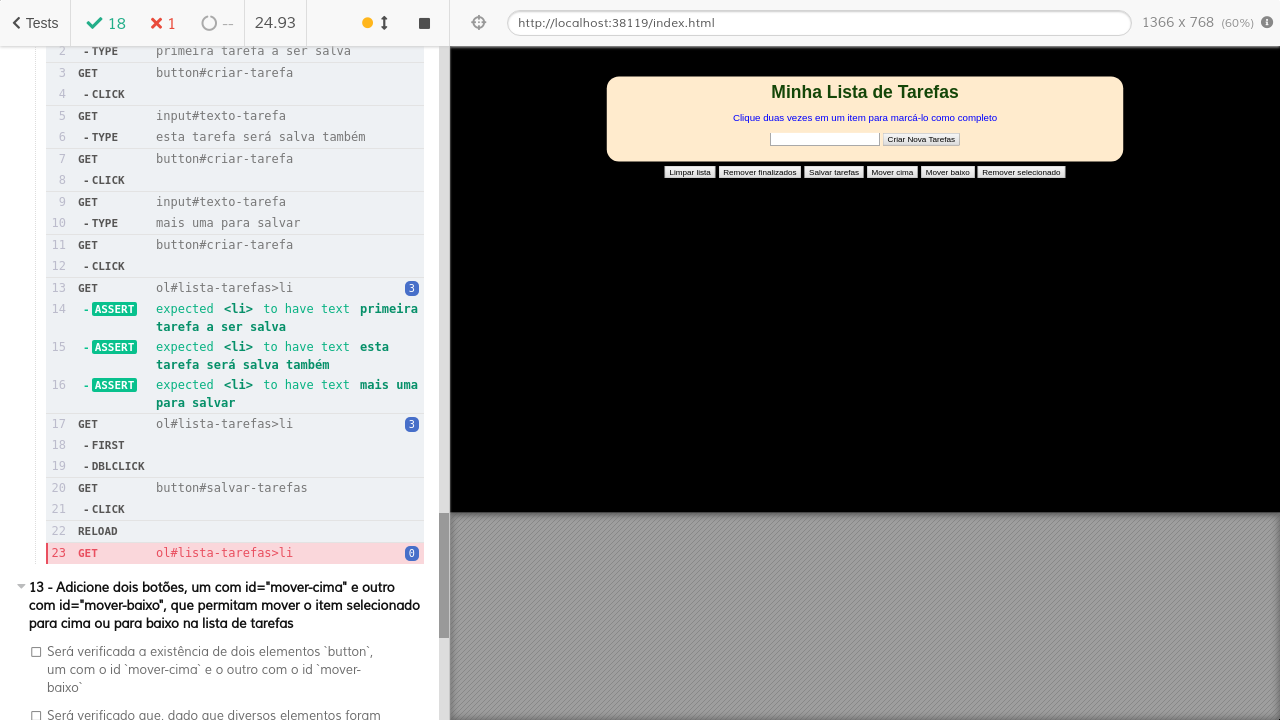 Tests 18 1 -- 24.93 http://localhost:38119/index.html 1366 x 768 (60%)
2 -TYPE primeira tarefa a ser salva
3 GET button#criar-tarefa
4 -CLICK
5 GET input#texto-tarefa
6 -TYPE esta tarefa será salva também
7 GET button#criar-tarefa
8 -CLICK
9 GET input#texto-tarefa
10 -TYPE mais uma para salvar
11 GET button#criar-tarefa
12 -CLICK
13 GET ol#lista-tarefas>li 3
14 -ASSERT expected <li> to have text primeira
tarefa a ser salva
15 -ASSERT expected <li> to have text esta
tarefa será salva também
16 -ASSERT expected <li> to have text mais uma
para salvar
17 GET ol#lista-tarefas>li 3
18 -FIRST
19 -DBLCLICK
20 GET button#salvar-tarefas
21 -CLICK
22 RELOAD
23 GET ol#lista-tarefas>li 0
13 - Adicione dois botões, um com id="mover-cima" e outro
com id="mover-baixo", que permitam mover o item selecionado
para cima ou para baixo na lista de tarefas
Será verificada a existência de dois elementos `button`,
um com o id `mover-cima` e o outro com o id `mover-
baixo`
Será verificado que, dado que diversos elementos foram
Minha Lista de Tarefas
Clique duas vezes em um item para marcá-lo como completo
Criar Nova Tarefas
Limpar lista Remover finalizados Salvar tarefas Mover cima Mover baixo Remover selecionado